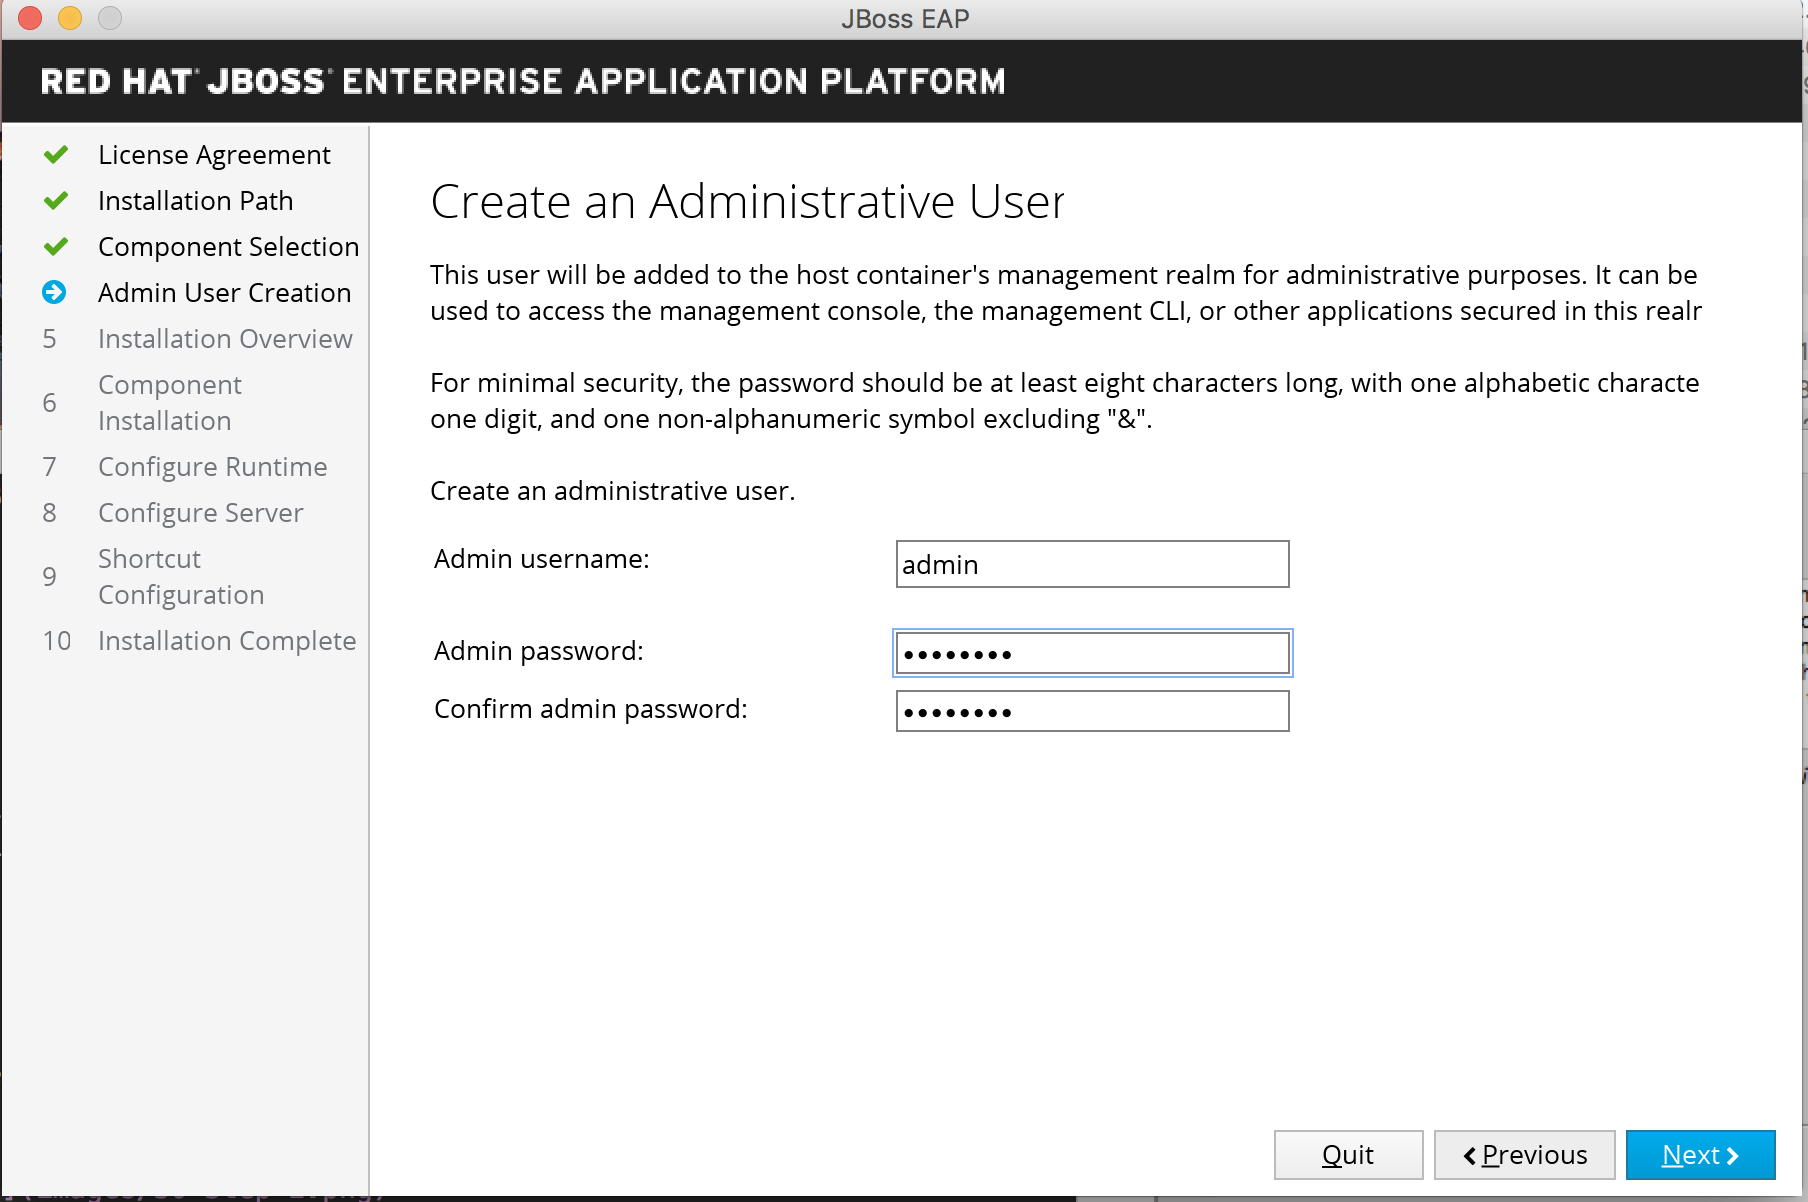 JBoss EAP
RED HAT JBOSS ENTERPRISE APPLICATION PLATFORM
License Agreement
Installation Path
Component Selection
Admin User Creation
5 Installation Overview
6 Component
Installation
7 Configure Runtime
8 Configure Server
9 Shortcut
Configuration
10 Installation Complete
Create an Administrative User
This user will be added to the host container's management realm for administrative purposes. It can be
used to access the management console, the management CLI, or other applications secured in this realr
For minimal security, the password should be at least eight characters long, with one alphabetic characte
one digit, and one non-alphanumeric symbol excluding "&".
Create an administrative user.
Admin username:
admin
Admin password:
••••••••
Confirm admin password:
••••••••
Quit
Previous
Next